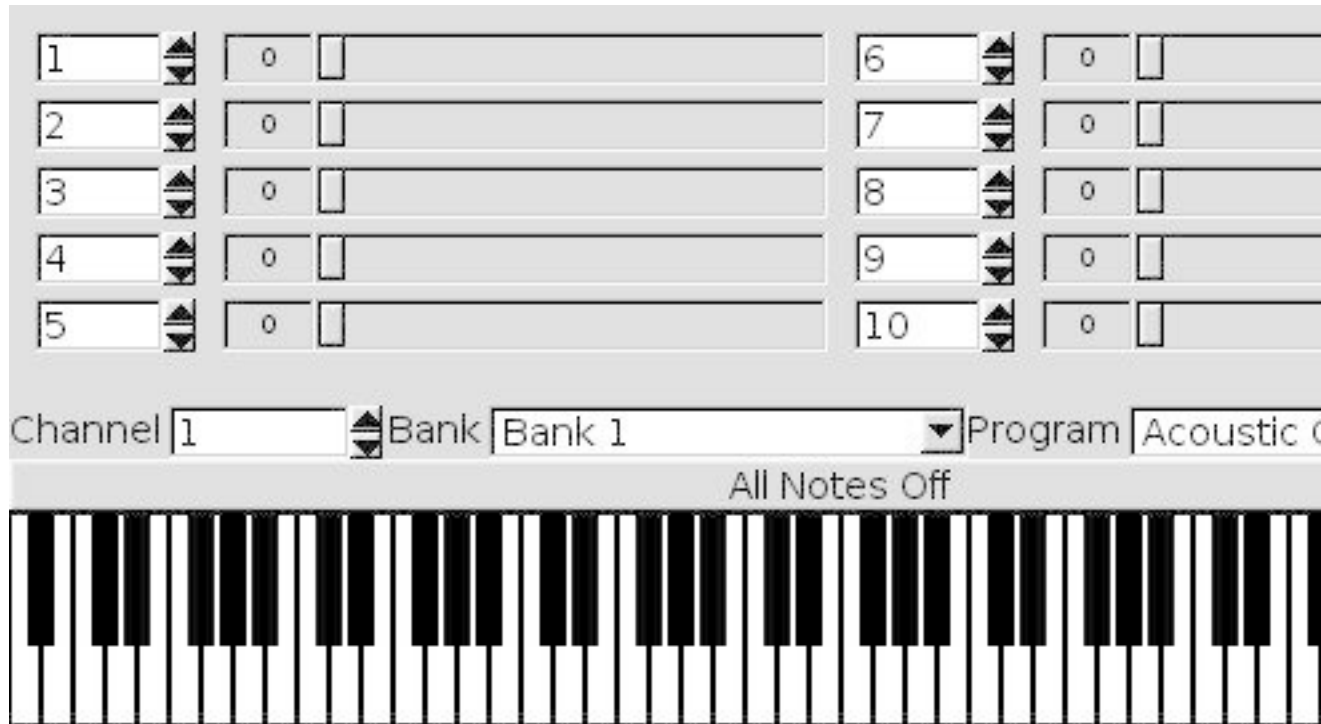 1 0 6 0
2 0 7 0
3 0 8 0
4 0 9 0
5 0 10 0
Channel 1 Bank Bank 1 Program Acoustic
All Notes Off